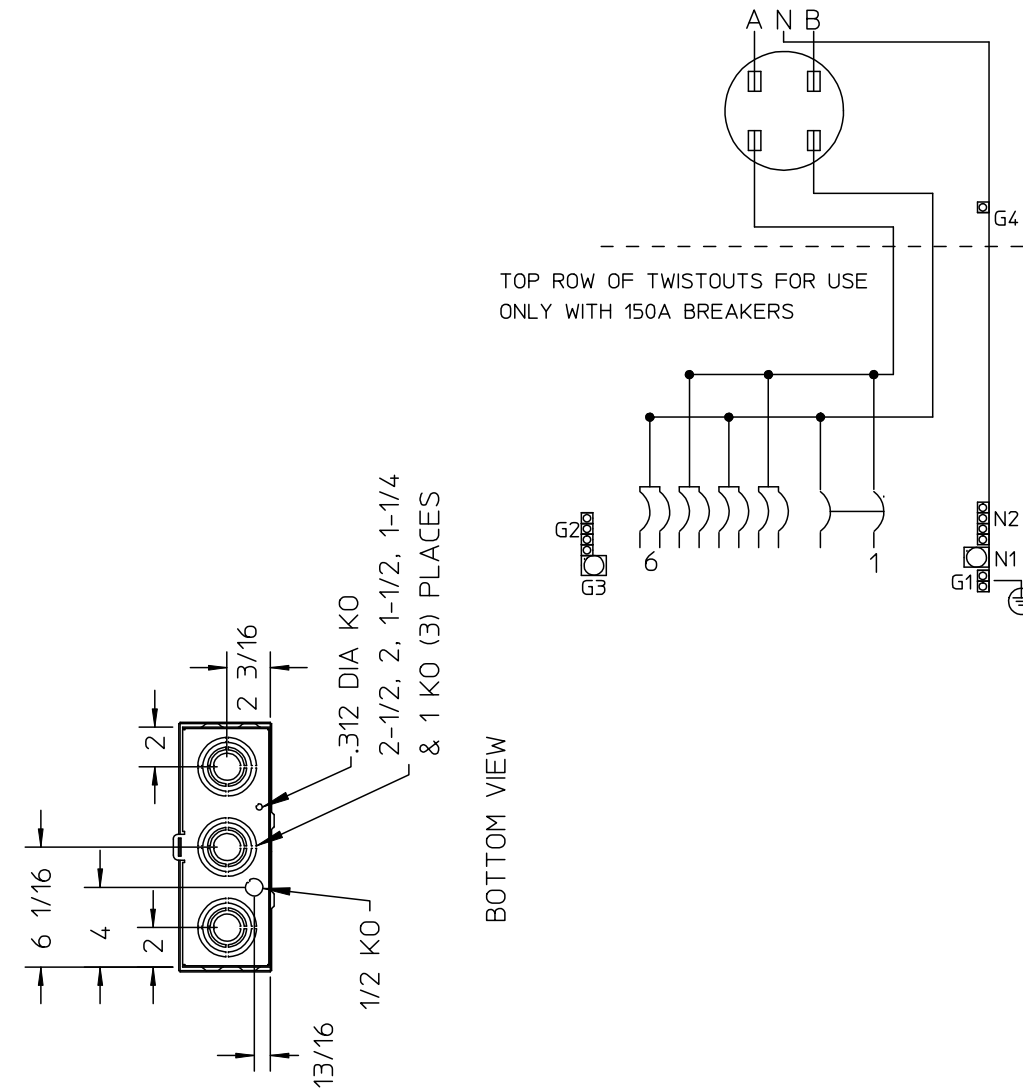 A N B
G4
TOP ROW OF TWISTOUTS FOR USE
ONLY WITH 150A BREAKERS
G2
G3
6
1
N2
N1
G1
2 3/16
.312 DIA KO
2-1/2, 2, 1-1/2, 1-1/4
& 1 KO (3) PLACES
2
6 1/16
4
2
1/2 KO
13/16
BOTTOM VIEW